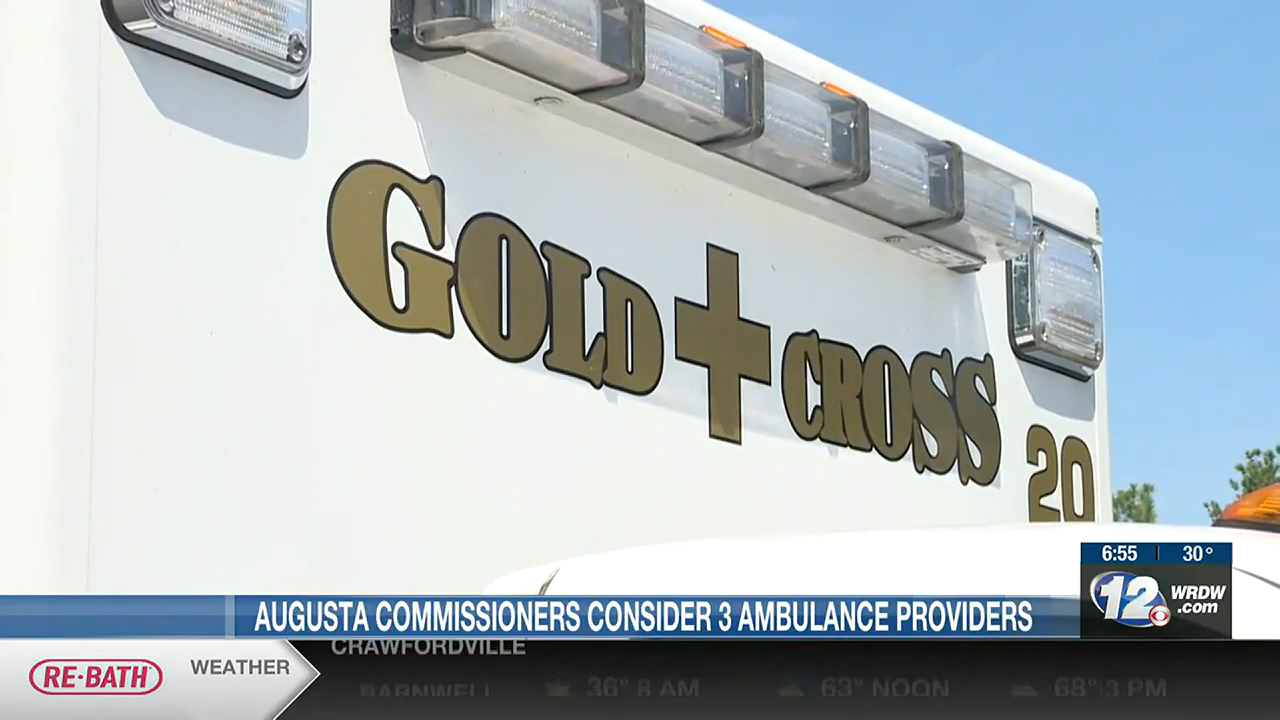 GOLD CROSS
20
6:55 | 30°
12 WRDW
.com
AUGUSTA COMMISSIONERS CONSIDER 3 AMBULANCE PROVIDERS
RE·BATH
WEATHER
CRAWFORDVILLE
BARNWELL 36° 8 AM 63° NOON 68° 3 PM